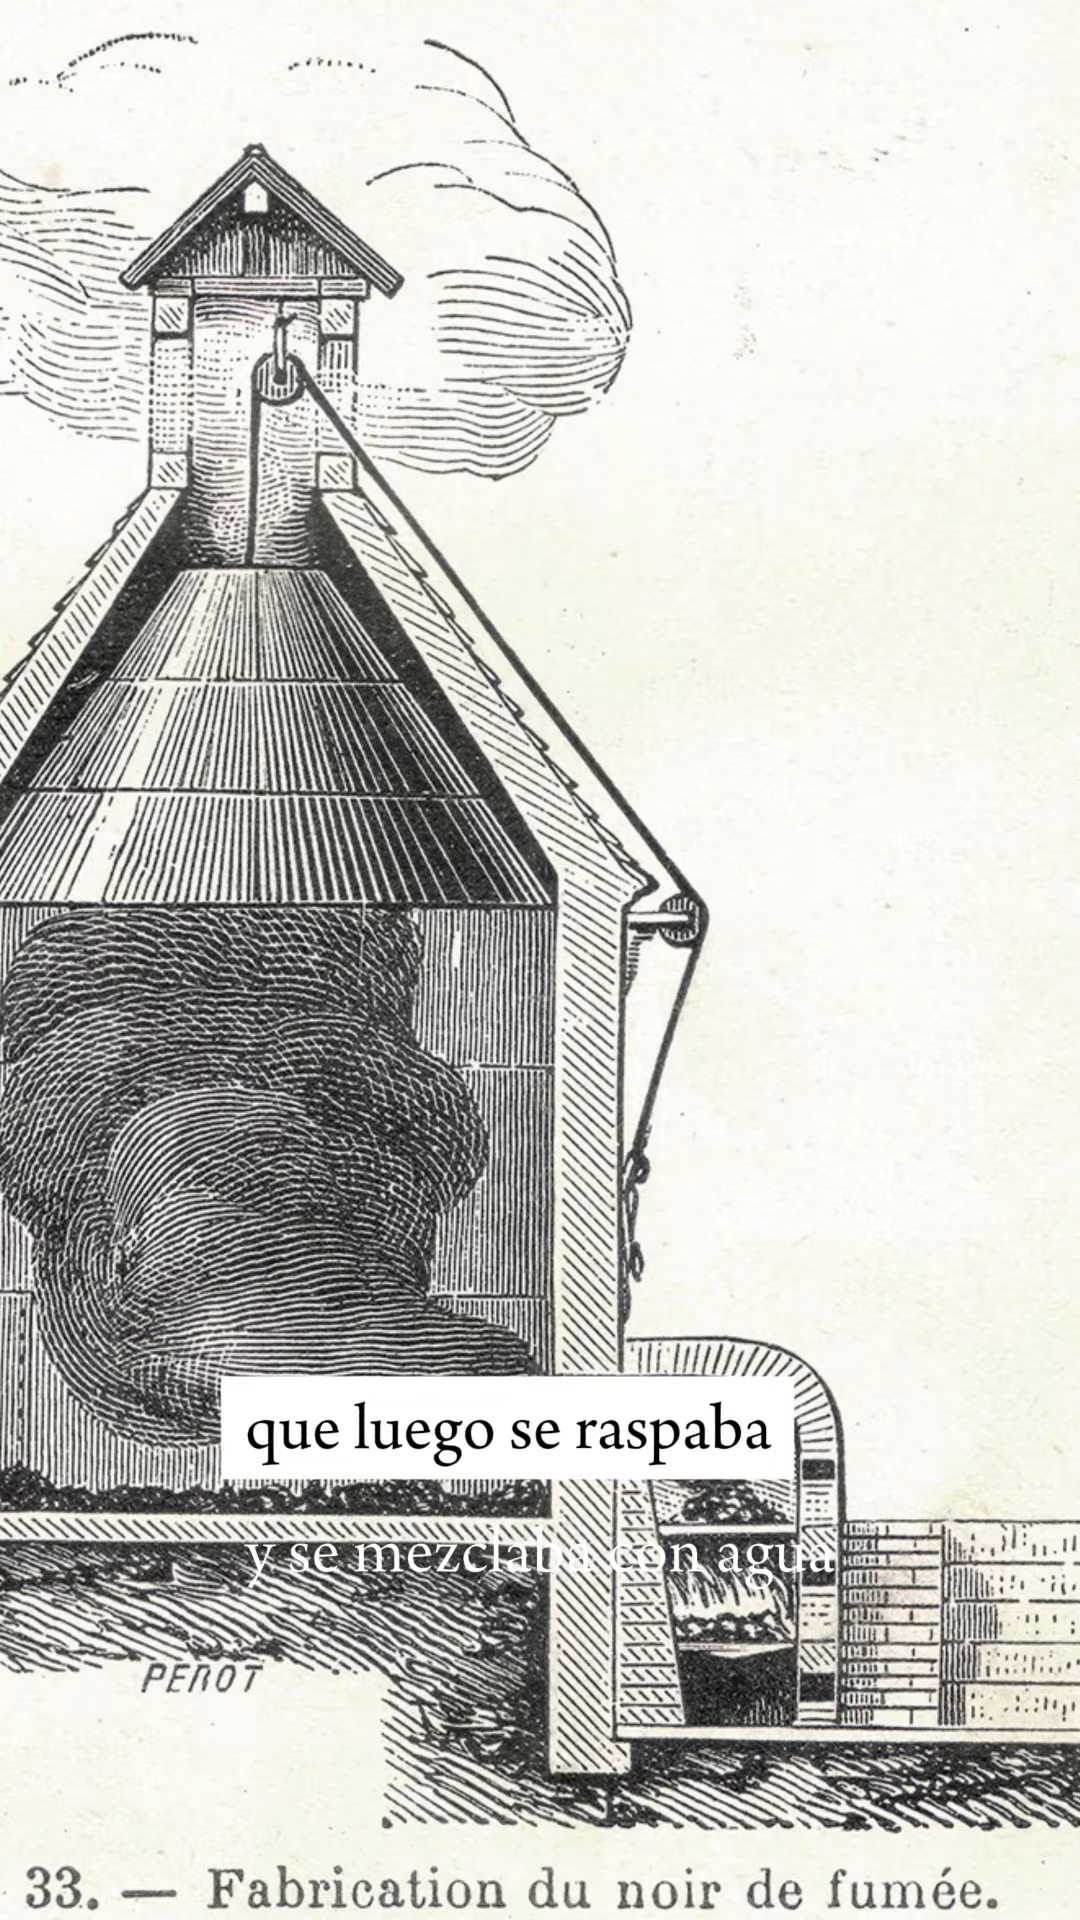 que luego se raspaba
y se mezclaba con agua
PEROT
33. — Fabrication du noir de fumée.